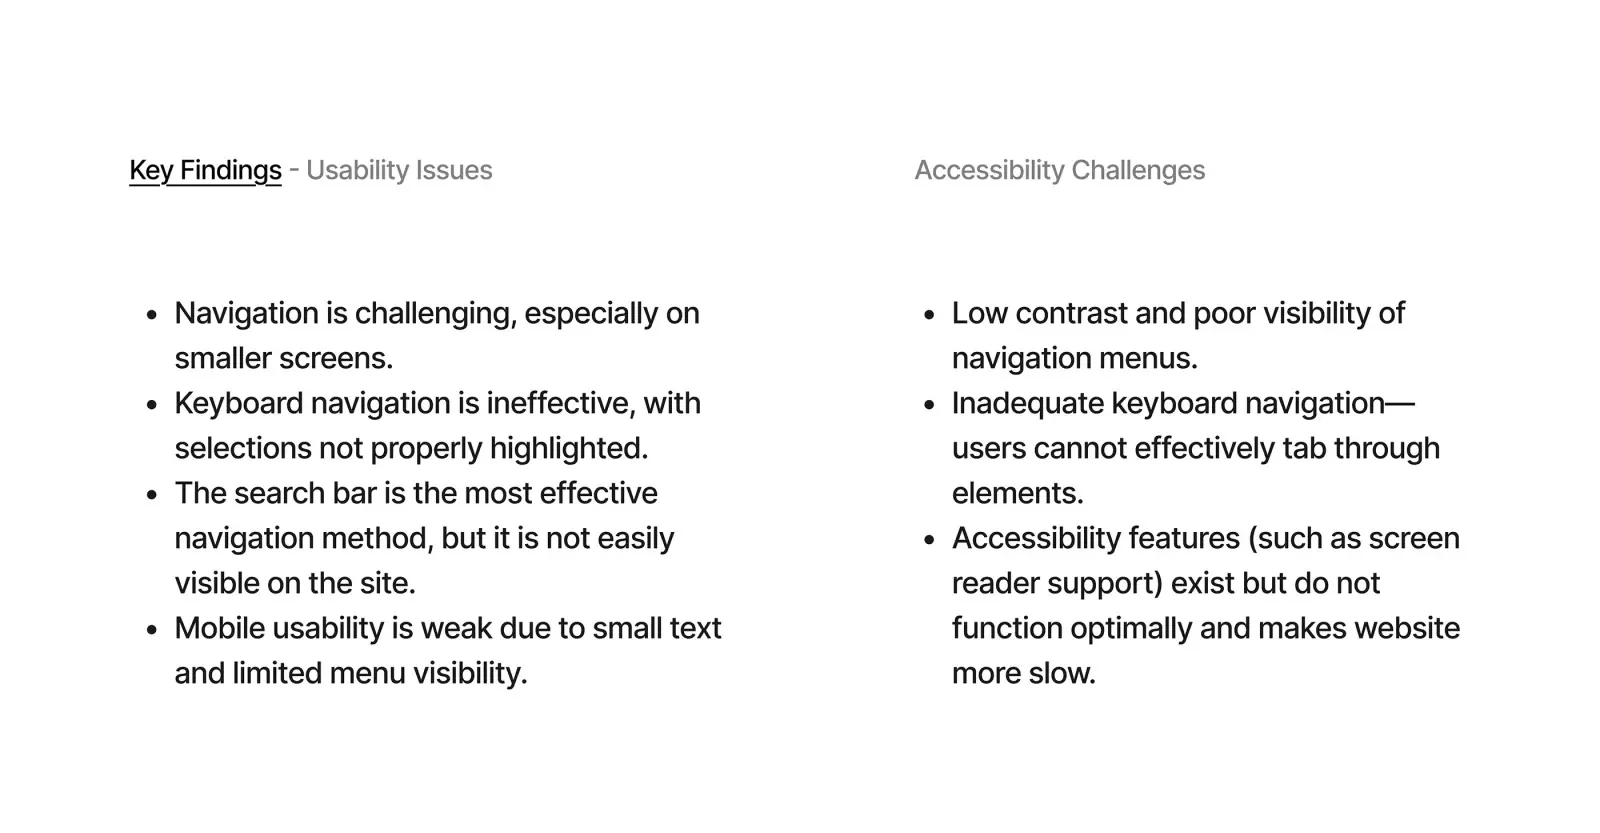 Key Findings - Usability Issues
• Navigation is challenging, especially on
smaller screens.
• Keyboard navigation is ineffective, with
selections not properly highlighted.
• The search bar is the most effective
navigation method, but it is not easily
visible on the site.
• Mobile usability is weak due to small text
and limited menu visibility.
Accessibility Challenges
• Low contrast and poor visibility of
navigation menus.
• Inadequate keyboard navigation—
users cannot effectively tab through
elements.
• Accessibility features (such as screen
reader support) exist but do not
function optimally and makes website
more slow.